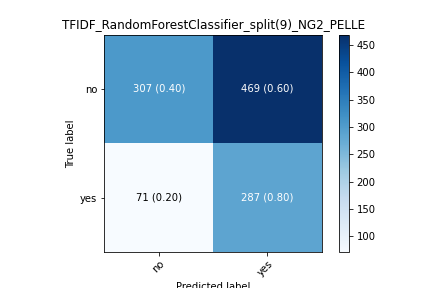 TFIDF_RandomForestClassifier_split(9)_NG2_PELLE
no
307 (0.40) 469 (0.60)
yes
71 (0.20) 287 (0.80)
True label
no yes
Predicted label
450
400
350
300
250
200
150
100